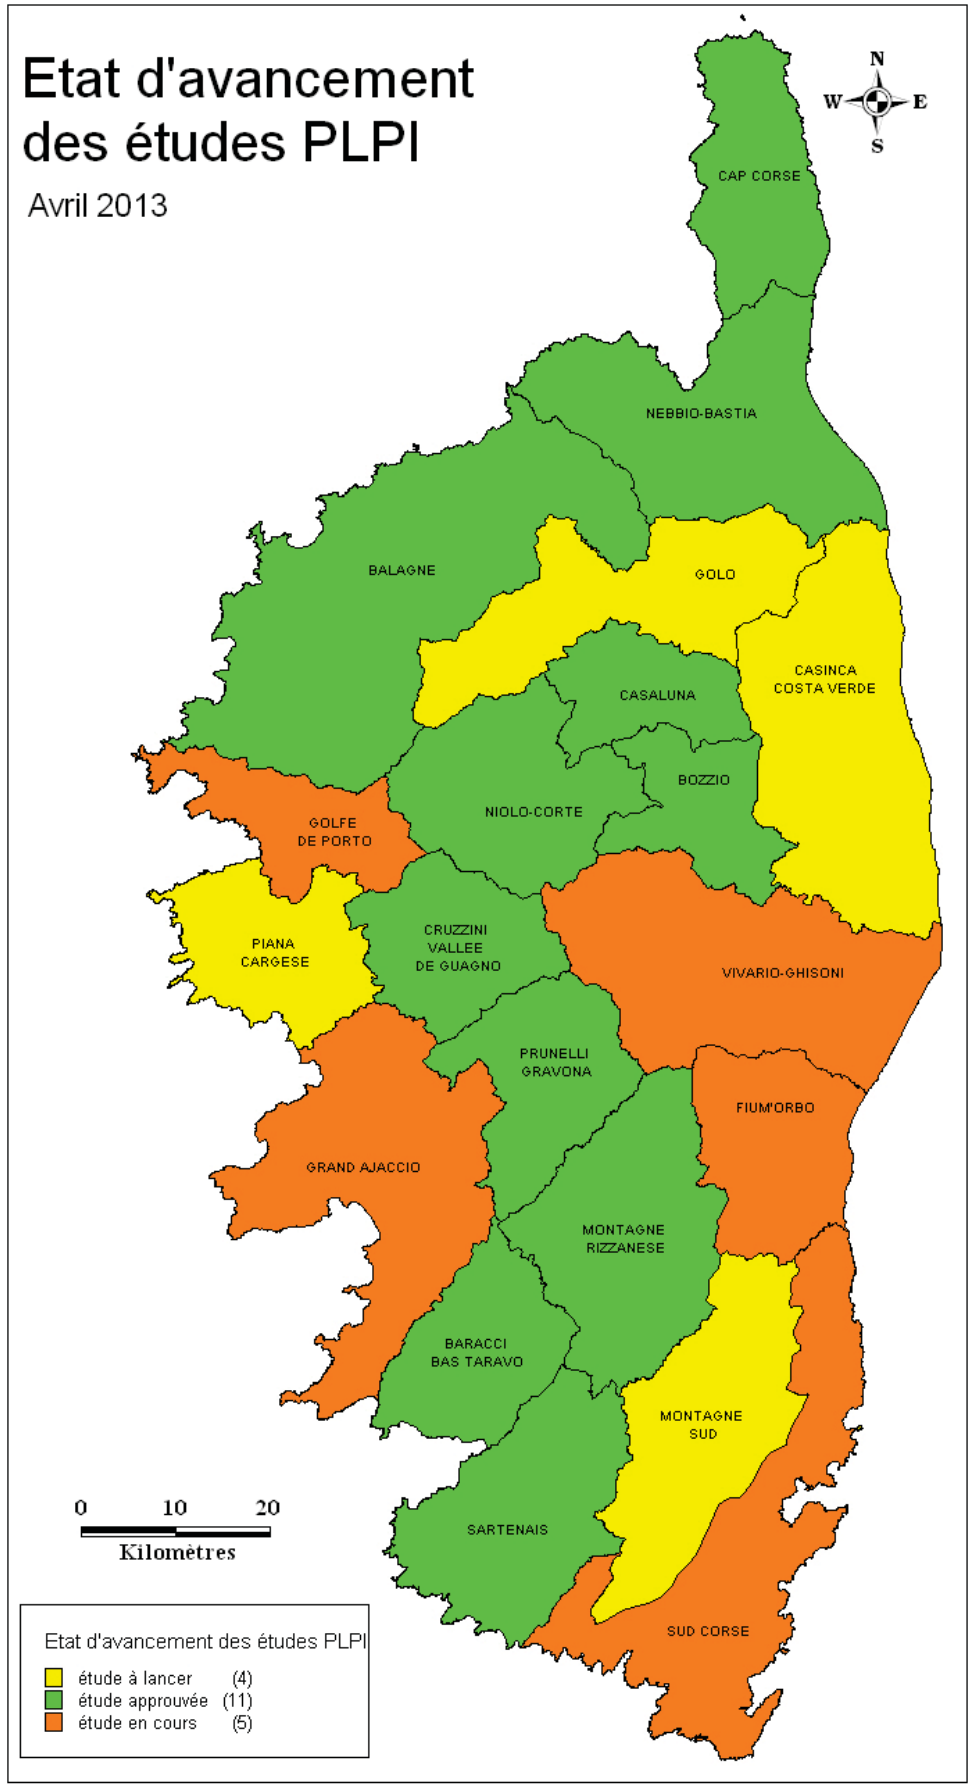 Etat d'avancement
des études PLPI
Avril 2013
N
W
E
S
CAP CORSE
NEBBIO-BASTIA
BALAGNE
GOLO
CASINCA
COSTA VERDE
CASALUNA
BOZZIO
NIOLO-CORTE
GOLFE
DE PORTO
PIANA
CARGESE
CRUZZINI
VALLEE
DE GUAGNO
VIVARIO-GHISONI
PRUNELLI
GRAVONA
FIUM'ORBO
GRAND AJACCIO
MONTAGNE
RIZZANESE
BARACCI
BAS TARAVO
MONTAGNE
SUD
SARTENAIS
SUD CORSE
0 10 20
Kilomètres
Etat d'avancement des études PLPI
étude à lancer (4)
étude approuvée (11)
étude en cours (5)